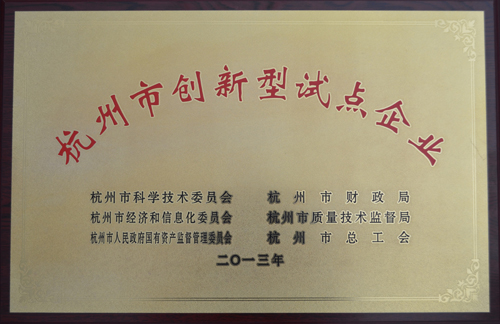 杭州市创新型试点企业
杭州市科学技术委员会 杭州市财政局
杭州市经济和信息化委员会 杭州市质量技术监督局
杭州市人民政府国有资产监督管理委员会 杭州市总工会
二〇一三年